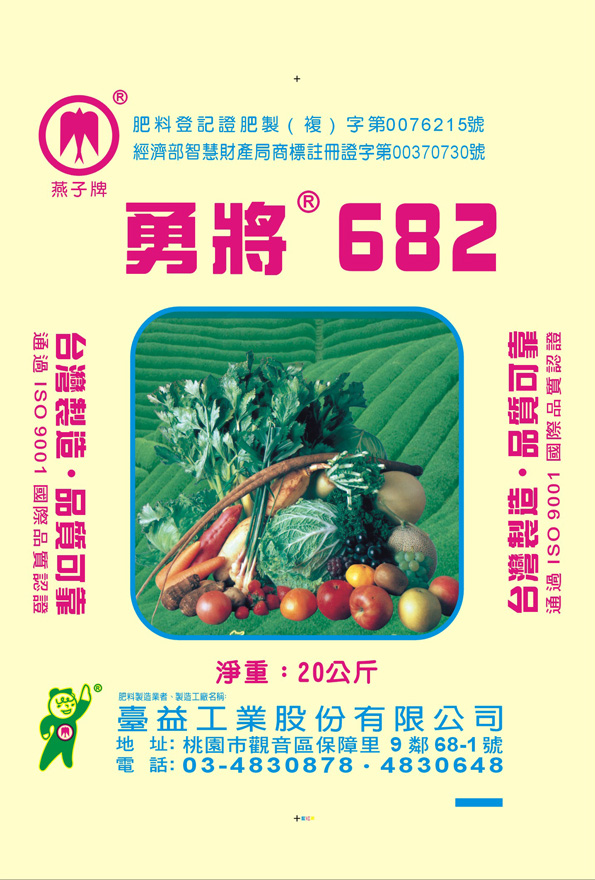 ®
肥料登記證肥製（複）字第0076215號
經濟部智慧財產局商標註冊證字第00370730號
燕子牌
勇將® 682
台灣製造・品質可靠
通過 ISO 9001 國際品質認證
台灣製造・品質可靠
通過 ISO 9001 國際品質認證
淨重：20公斤
®
肥料製造業者、製造工廠名稱:
臺益工業股份有限公司
地 址: 桃園市觀音區保障里 9 鄰 68-1 號
電 話: 03-4830878・4830648